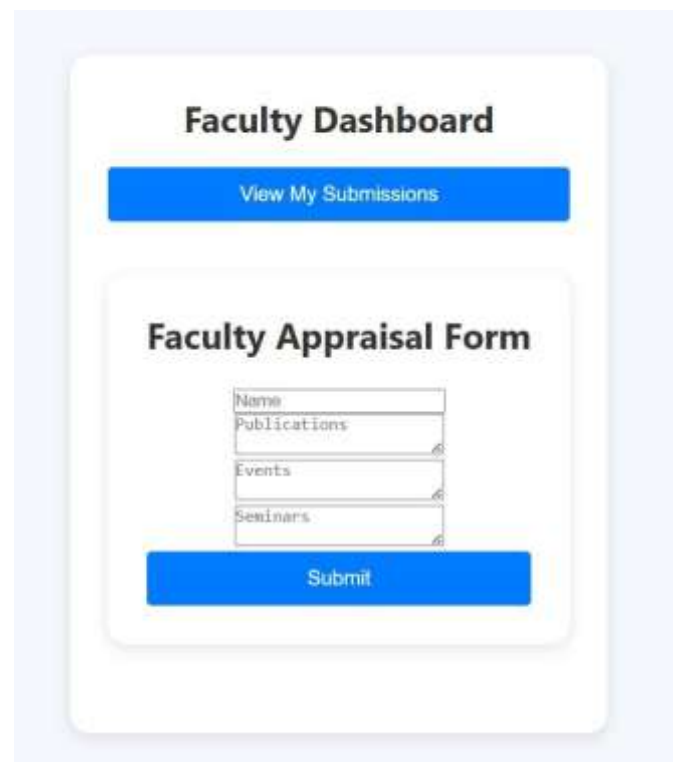 Faculty Dashboard
View My Submissions
Faculty Appraisal Form
Name
Publications
Events
Seminars
Submit